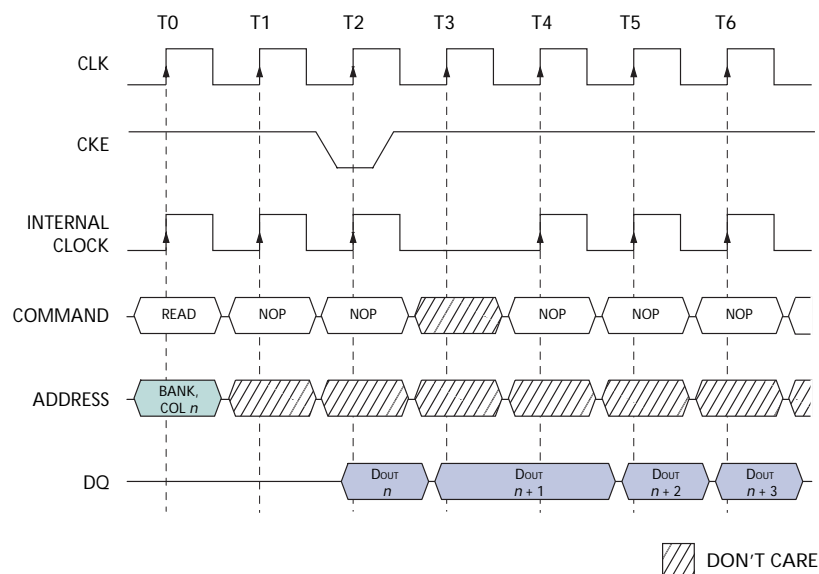 T0 T1 T2 T3 T4 T5 T6
CLK
CKE
INTERNAL
CLOCK
COMMAND READ NOP NOP NOP NOP NOP
ADDRESS BANK,
COL n
DQ DOUT DOUT DOUT DOUT
n n + 1 n + 2 n + 3
DON'T CARE